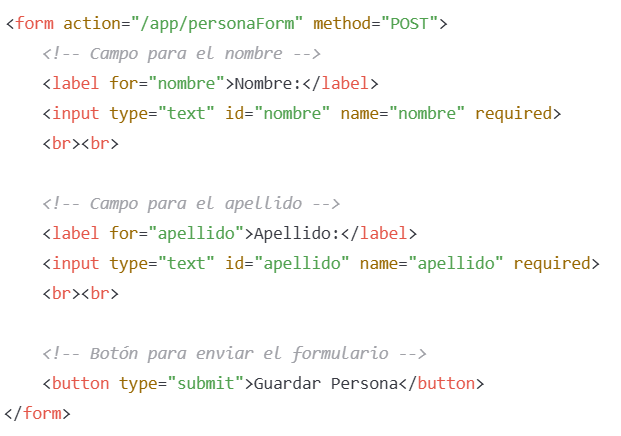 <form action="/app/personaForm" method="POST">
    <!-- Campo para el nombre -->
    <label for="nombre">Nombre:</label>
    <input type="text" id="nombre" name="nombre" required>
    <br><br>

    <!-- Campo para el apellido -->
    <label for="apellido">Apellido:</label>
    <input type="text" id="apellido" name="apellido" required>
    <br><br>

    <!-- Botón para enviar el formulario -->
    <button type="submit">Guardar Persona</button>
</form>